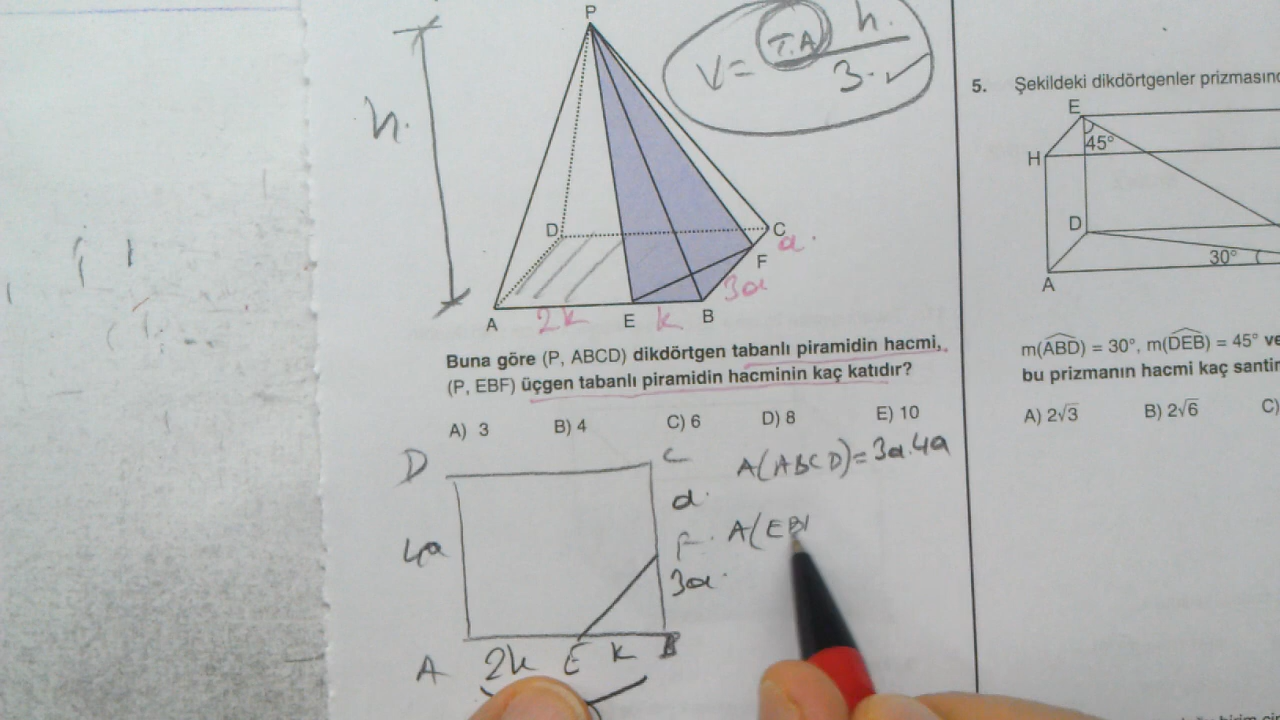 P
h.
V = T.A h.
3.
D
C
a.
F
3a
A
2k
E
k
B
Buna göre (P, ABCD) dikdörtgen tabanlı piramidin hacmi,
(P, EBF) üçgen tabanlı piramidin hacminin kaç katıdır?
A) 3 B) 4 C) 6 D) 8 E) 10
D
C
A(ABCD)=3a.4a
a.
F. A(EB
4a
3a.
A 2k E k B
5. Şekildeki dikdörtgenler prizmasınd
E
45°
H
D
30°
A
m(ABD) = 30°, m(DEB) = 45° ve
bu prizmanın hacmi kaç santim
A) 2√3 B) 2√6 C)